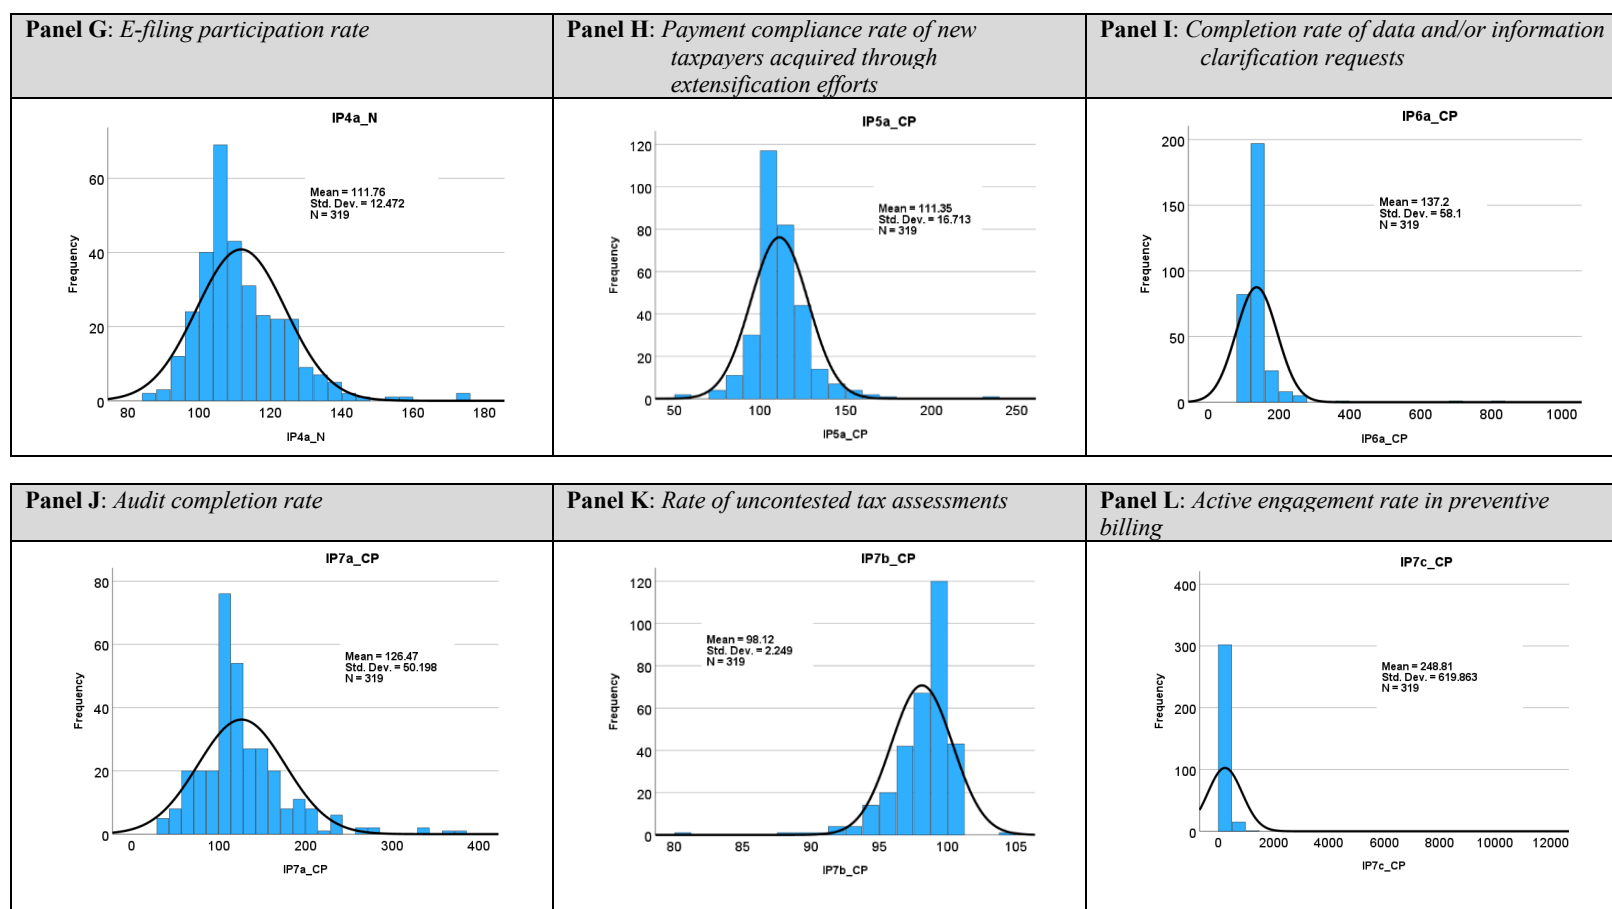 Panel G: E-filing participation rate
Panel H: Payment compliance rate of new
taxpayers acquired through
extensification efforts
Panel I: Completion rate of data and/or information
clarification requests
IP4a_N
Mean = 111.76
Std. Dev. = 12.472
N = 319
Frequency
60
40
20
0
80 100 120 140 160 180
IP4a_N
IP5a_CP
Mean = 111.35
Std. Dev. = 16.713
N = 319
Frequency
120
100
80
60
40
20
0
50 100 150 200 250
IP5a_CP
IP6a_CP
Mean = 137.2
Std. Dev. = 58.1
N = 319
Frequency
200
150
100
50
0
0 200 400 600 800 1000
IP6a_CP
Panel J: Audit completion rate
Panel K: Rate of uncontested tax assessments
Panel L: Active engagement rate in preventive
billing
IP7a_CP
Mean = 126.47
Std. Dev. = 50.198
N = 319
Frequency
80
60
40
20
0
0 100 200 300 400
IP7a_CP
IP7b_CP
Mean = 98.12
Std. Dev. = 2.249
N = 319
Frequency
120
100
80
60
40
20
0
80 85 90 95 100 105
IP7b_CP
IP7c_CP
Mean = 248.81
Std. Dev. = 619.863
N = 319
Frequency
400
300
200
100
0
0 2000 4000 6000 8000 10000 12000
IP7c_CP